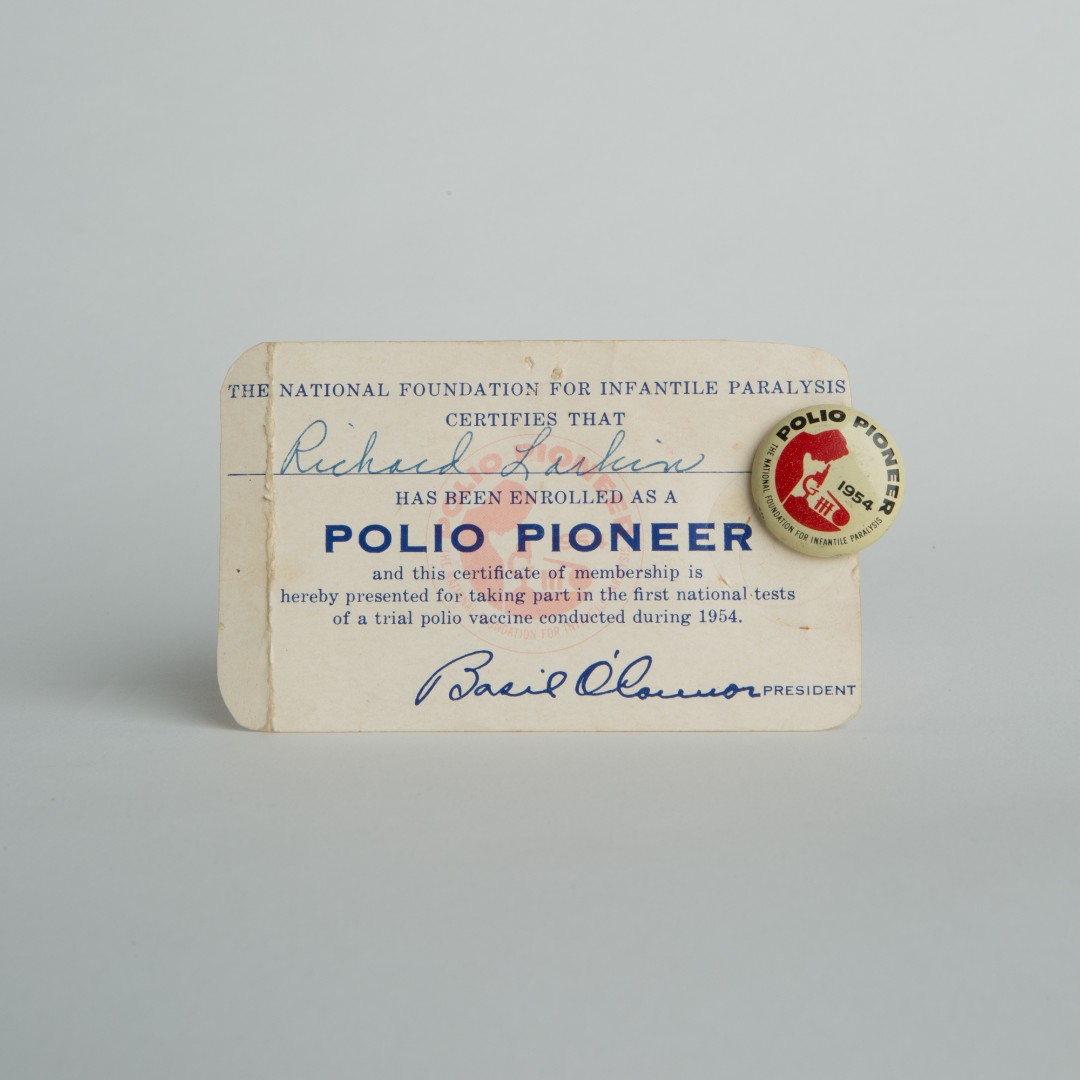 THE NATIONAL FOUNDATION FOR INFANTILE PARALYSIS
CERTIFIES THAT
Richard Larkin
HAS BEEN ENROLLED AS A
POLIO PIONEER
and this certificate of membership is
hereby presented for taking part in the first national tests
of a trial polio vaccine conducted during 1954.
Basil O'Connor PRESIDENT
POLIO PIONEER
1954
THE NATIONAL FOUNDATION FOR INFANTILE PARALYSIS
POLIO PIONEER